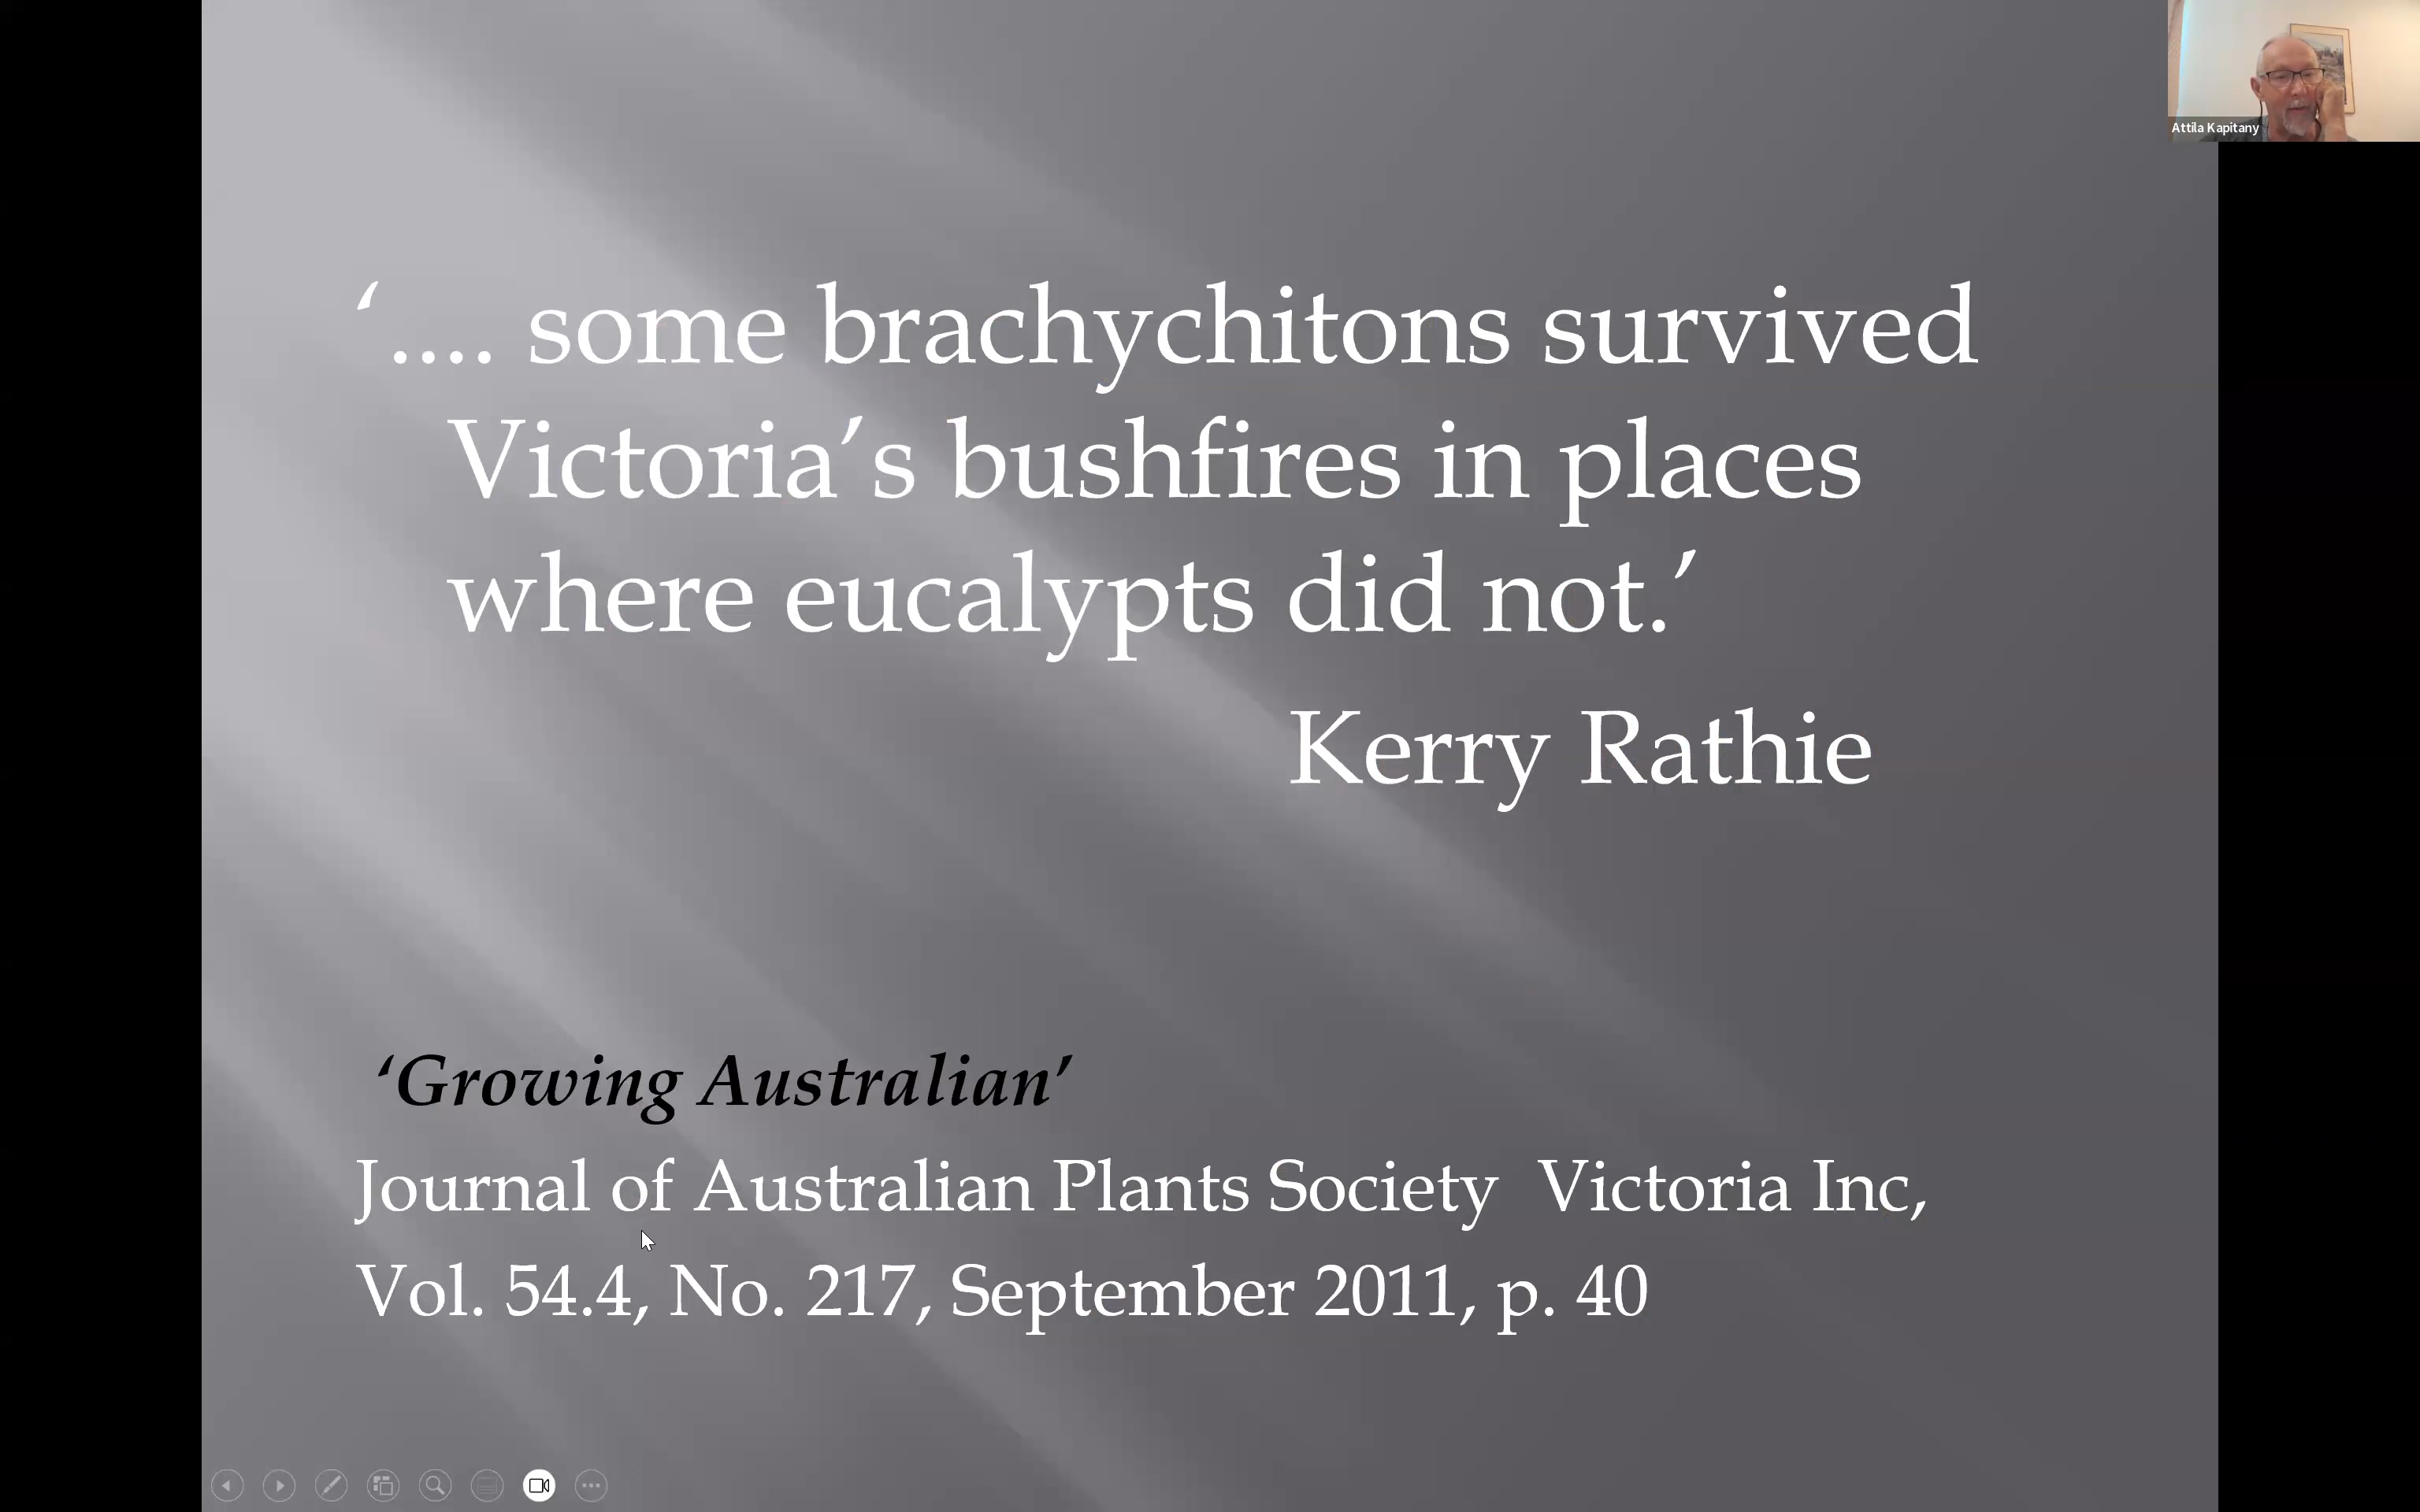 ‘.... some brachychitons survived
Victoria’s bushfires in places
where eucalypts did not.’
Kerry Rathie
‘Growing Australian’
Journal of Australian Plants Society  Victoria Inc,
Vol. 54.4, No. 217, September 2011, p. 40
Attila Kapitany